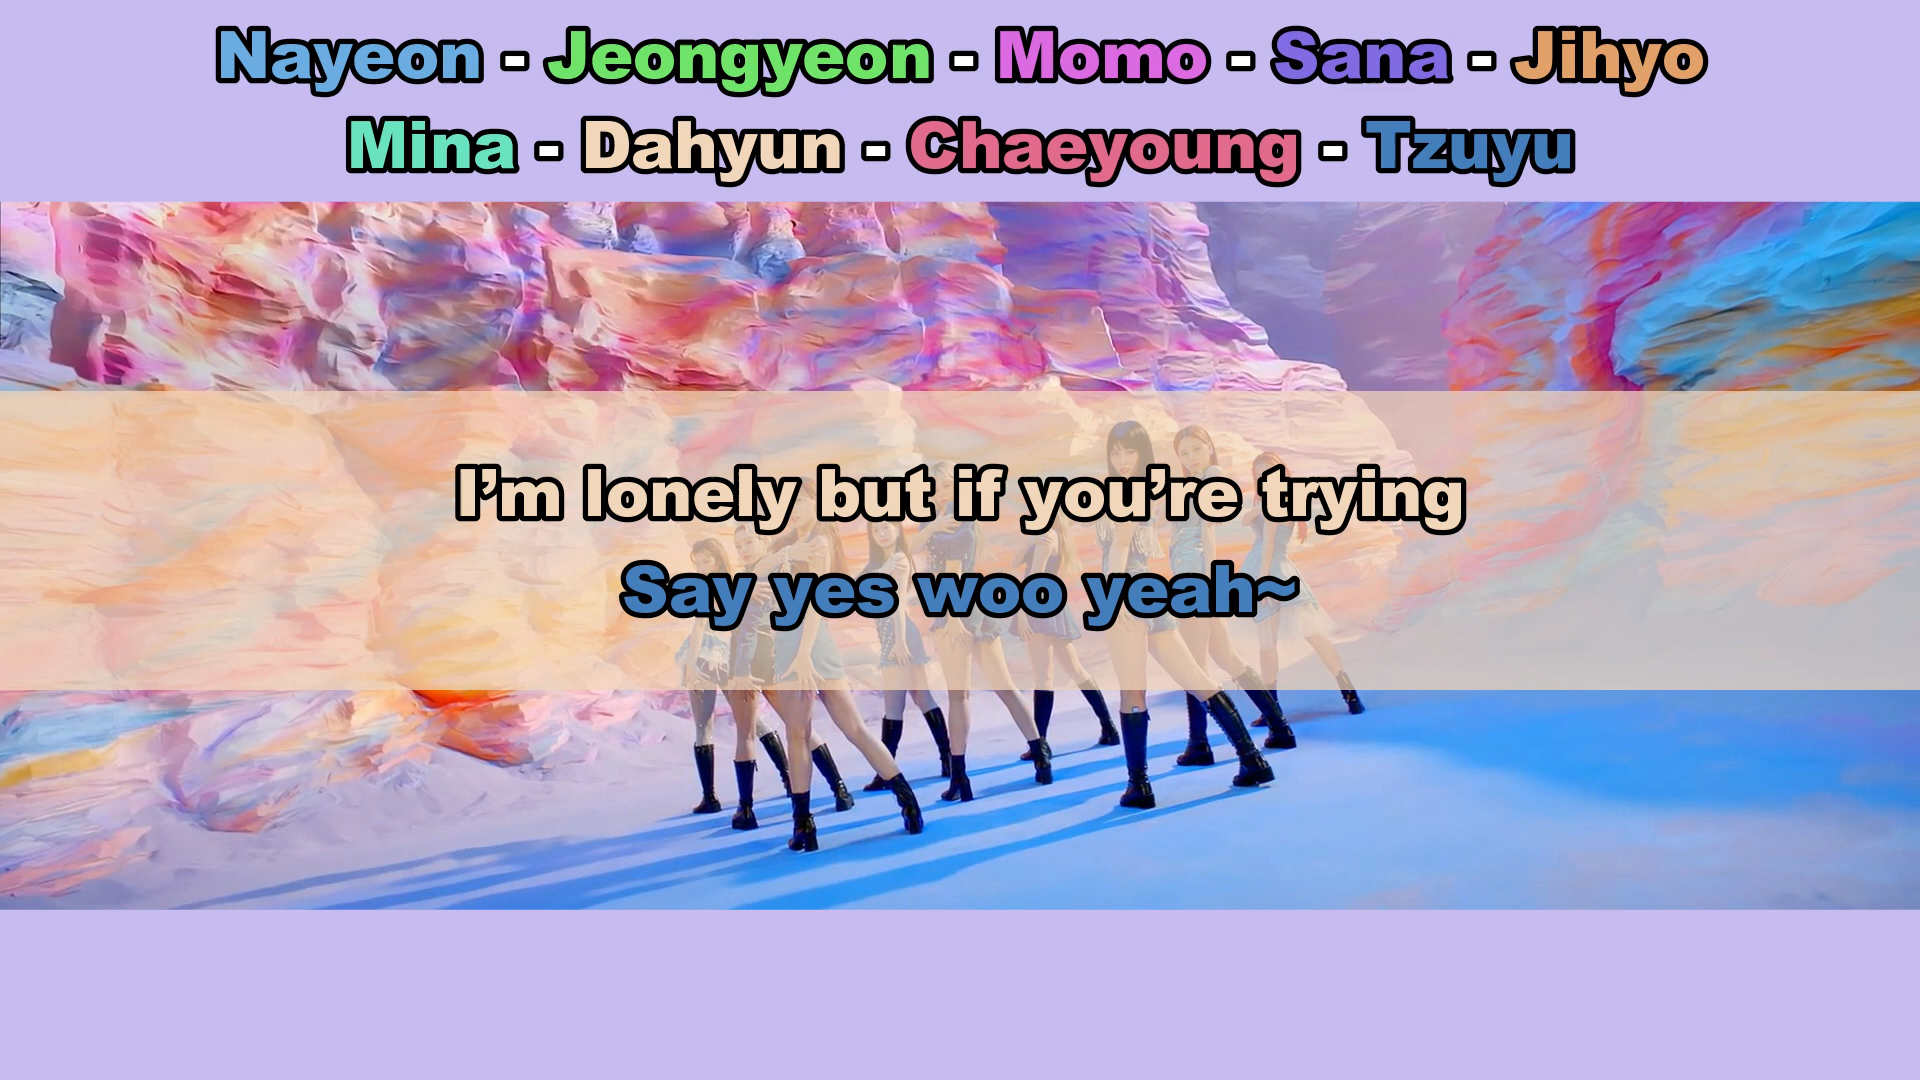 Nayeon - Jeongyeon - Momo - Sana - Jihyo
Mina - Dahyun - Chaeyoung - Tzuyu
I’m lonely but if you’re trying
Say yes woo yeah~